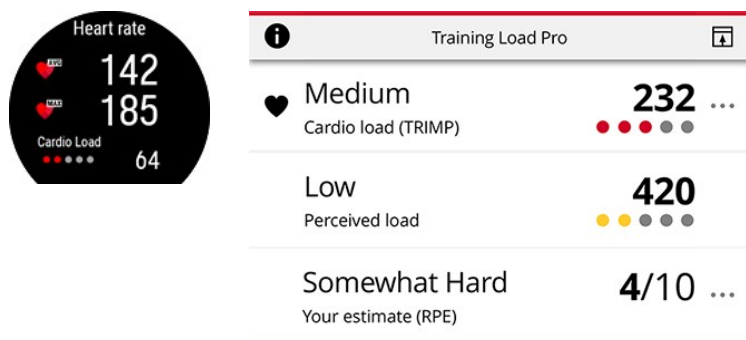 Heart rate
AVG 142
MAX 185
Cardio Load
64
i Training Load Pro
Medium 232 ...
Cardio load (TRIMP)
Low 420
Perceived load
Somewhat Hard 4/10 ...
Your estimate (RPE)